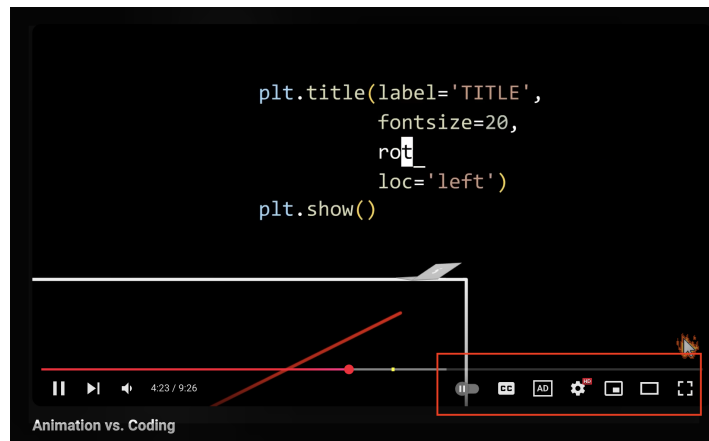 plt.title(label='TITLE',
fontsize=20,
rot_
loc='left')
plt.show()
4:23 / 9:26
CC
AD
HD
Animation vs. Coding